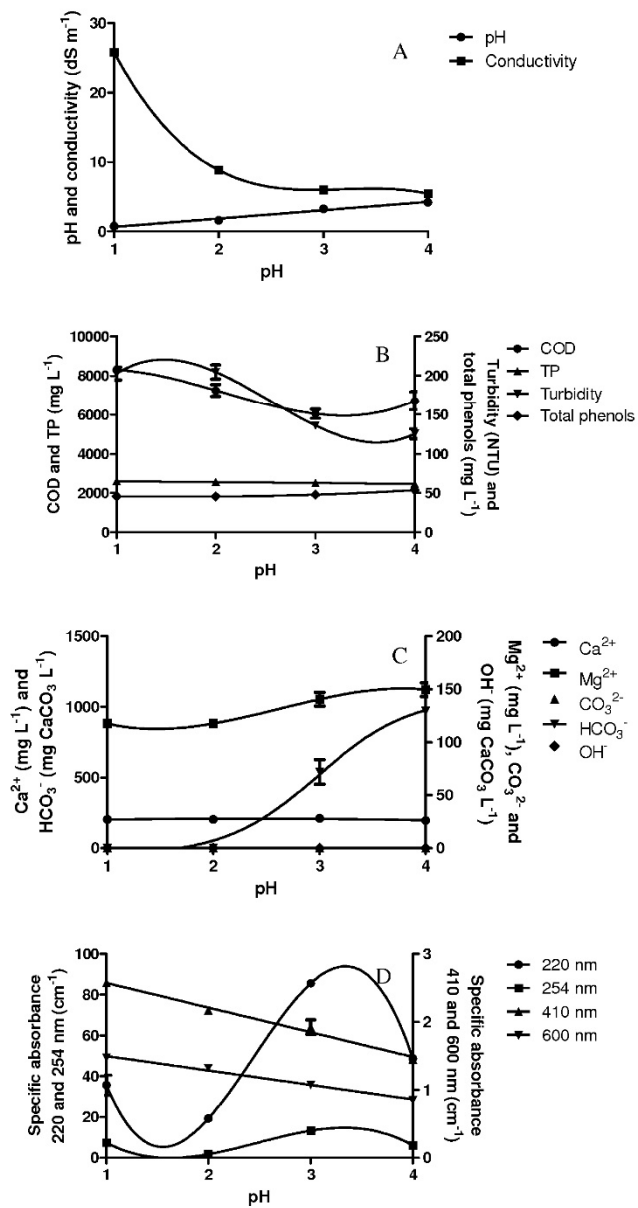 A
pH
Conductivity
pH and conductivity (dS m⁻¹)
30
20
10
0
1 2 3 4
pH
B
COD
TP
Turbidity
Total phenols
COD and TP (mg L⁻¹)
10000
8000
6000
4000
2000
0
250
200
150
100
50
0
Turbidity (NTU) and
total phenols (mg L⁻¹)
1 2 3 4
pH
C
Ca²⁺
Mg²⁺
CO₃²⁻
HCO₃⁻
OH⁻
Ca²⁺ (mg L⁻¹) and
HCO₃⁻ (mg CaCO₃ L⁻¹)
1500
1000
500
0
200
150
100
50
0
Mg²⁺ (mg L⁻¹), CO₃²⁻ and
OH⁻ (mg CaCO₃ L⁻¹)
1 2 3 4
pH
D
220 nm
254 nm
410 nm
600 nm
Specific absorbance
220 and 254 nm (cm⁻¹)
100
80
60
40
20
0
3
2
1
0
Specific absorbance
410 and 600 nm (cm⁻¹)
1 2 3 4
pH